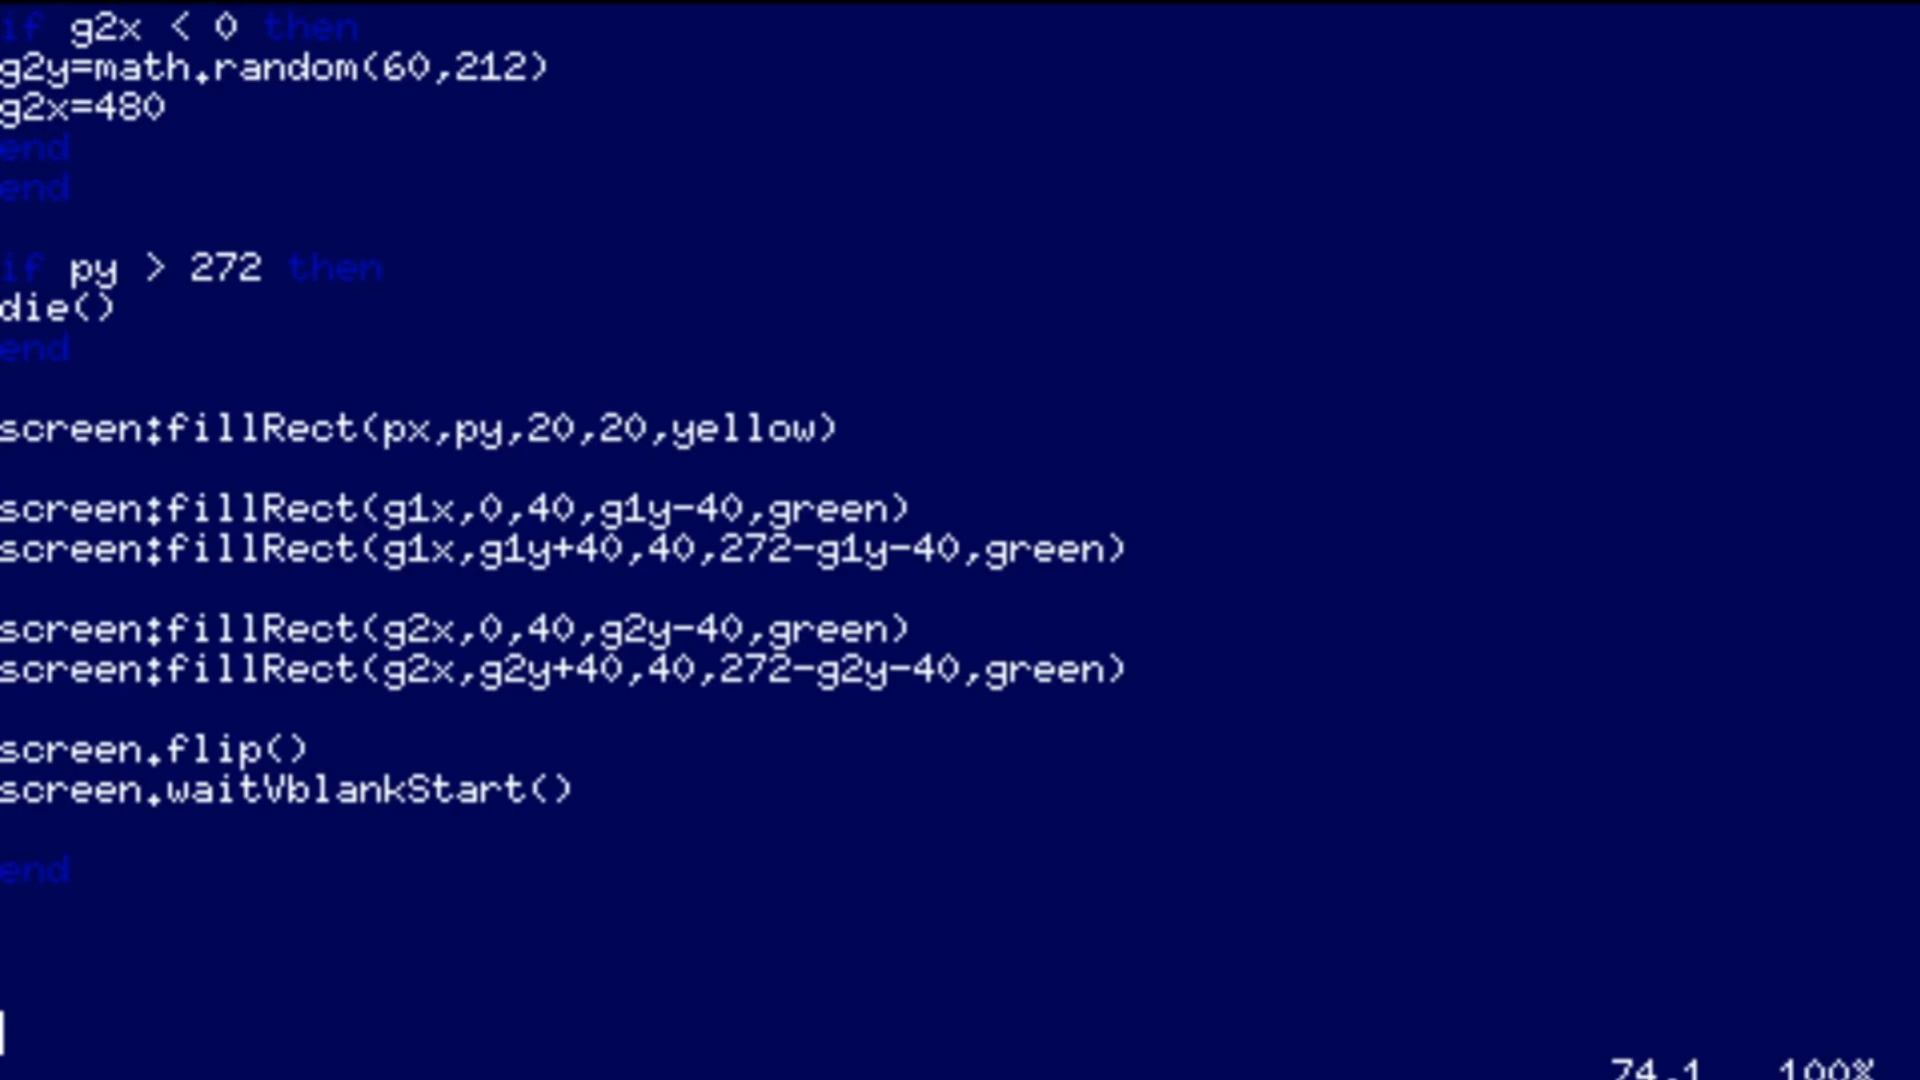 if g2x < 0 then
g2y=math.random(60,212)
g2x=480
end
end
if py > 272 then
die()
end
screen:fillRect(px,py,20,20,yellow)
screen:fillRect(g1x,0,40,g1y-40,green)
screen:fillRect(g1x,g1y+40,40,272-g1y-40,green)
screen:fillRect(g2x,0,40,g2y-40,green)
screen:fillRect(g2x,g2y+40,40,272-g2y-40,green)
screen.flip()
screen.waitVblankStart()
end
74,1 100%